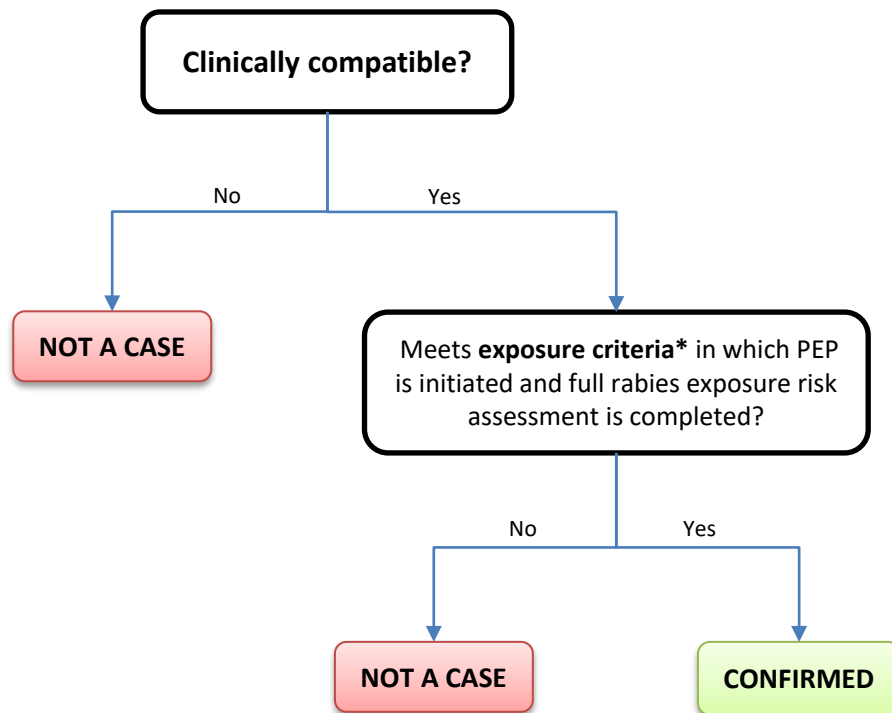 Clinically compatible?
No
Yes
NOT A CASE
Meets exposure criteria* in which PEP
is initiated and full rabies exposure risk
assessment is completed?
No
Yes
NOT A CASE
CONFIRMED